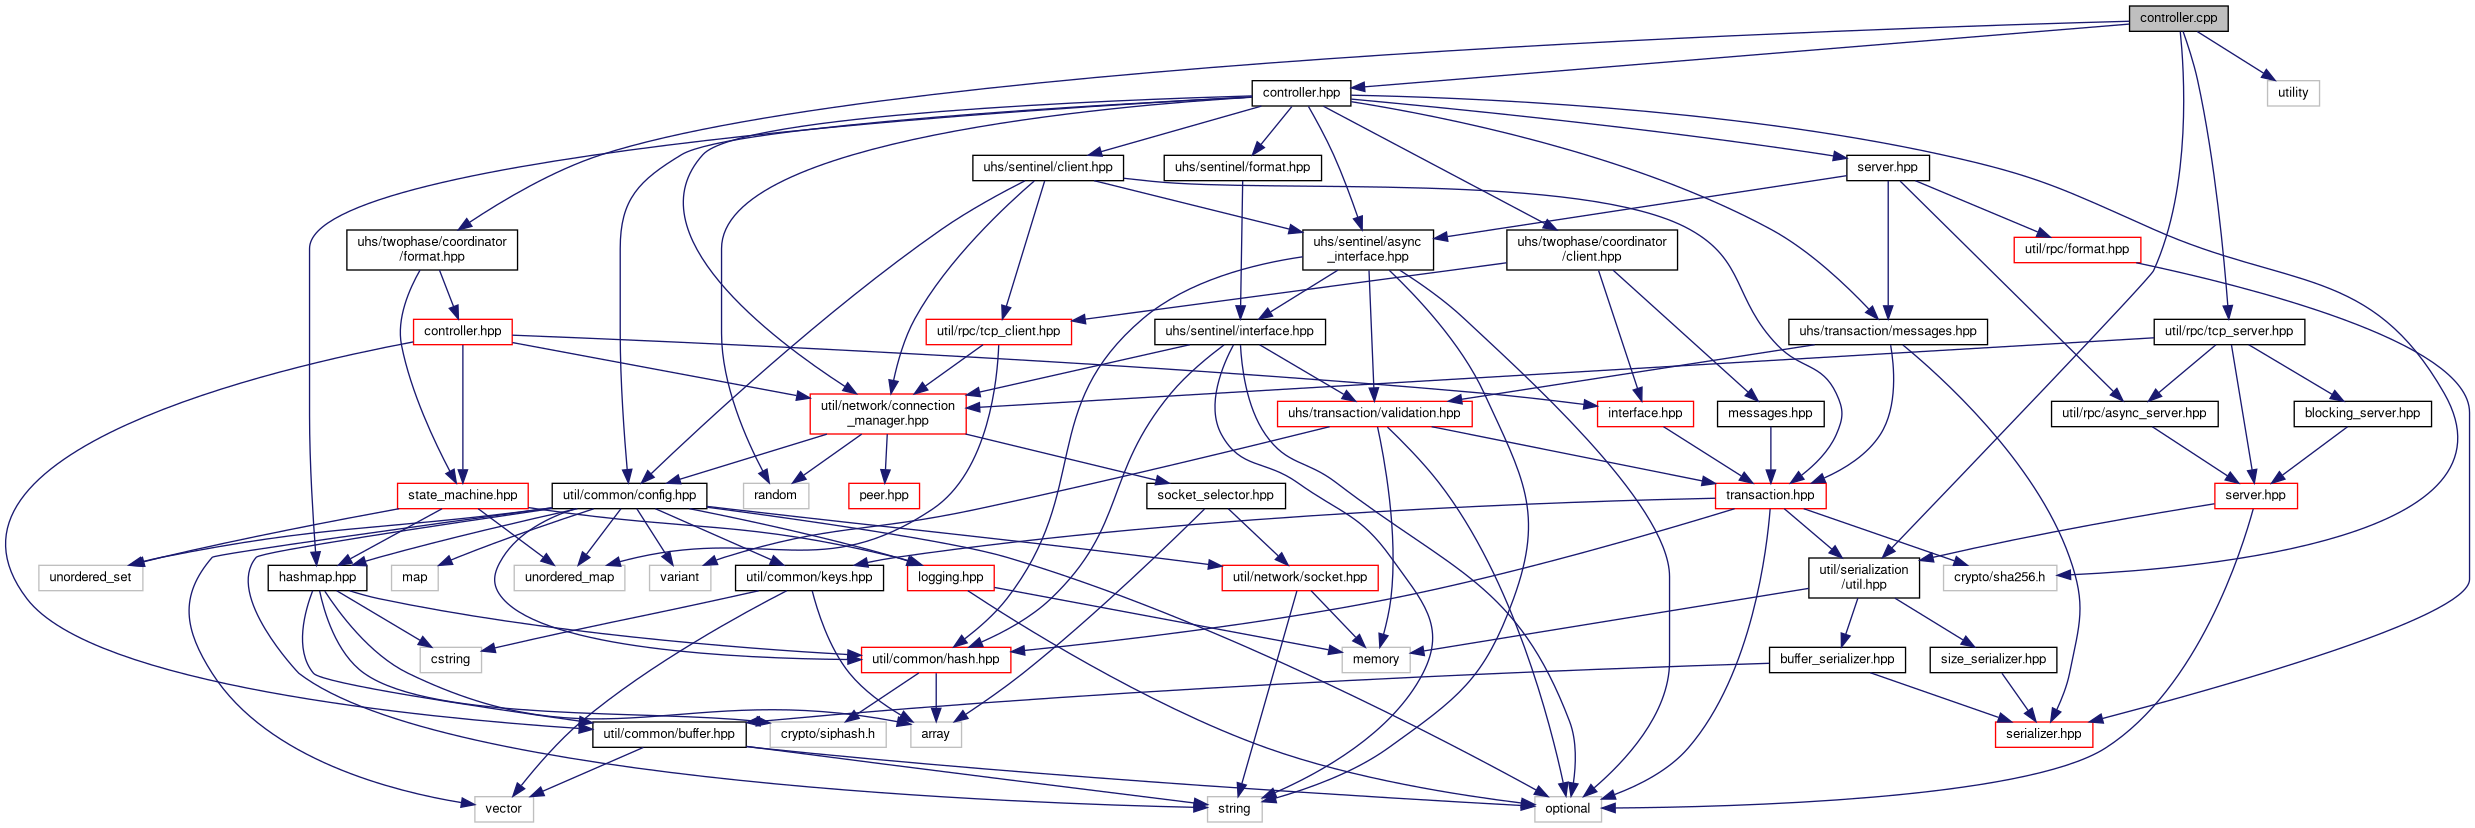 controller.cpp
controller.hpp
utility
uhs/sentinel/client.hpp
uhs/sentinel/format.hpp
server.hpp
uhs/twophase/coordinator
/format.hpp
uhs/sentinel/async
_interface.hpp
uhs/twophase/coordinator
/client.hpp
util/rpc/format.hpp
controller.hpp
util/rpc/tcp_client.hpp
uhs/sentinel/interface.hpp
uhs/transaction/messages.hpp
util/rpc/tcp_server.hpp
util/network/connection
_manager.hpp
uhs/transaction/validation.hpp
interface.hpp
messages.hpp
util/rpc/async_server.hpp
blocking_server.hpp
state_machine.hpp
util/common/config.hpp
random
peer.hpp
socket_selector.hpp
transaction.hpp
server.hpp
unordered_set
hashmap.hpp
map
unordered_map
variant
util/common/keys.hpp
logging.hpp
util/network/socket.hpp
util/serialization
/util.hpp
crypto/sha256.h
cstring
util/common/hash.hpp
memory
buffer_serializer.hpp
size_serializer.hpp
util/common/buffer.hpp
crypto/siphash.h
array
serializer.hpp
vector
string
optional